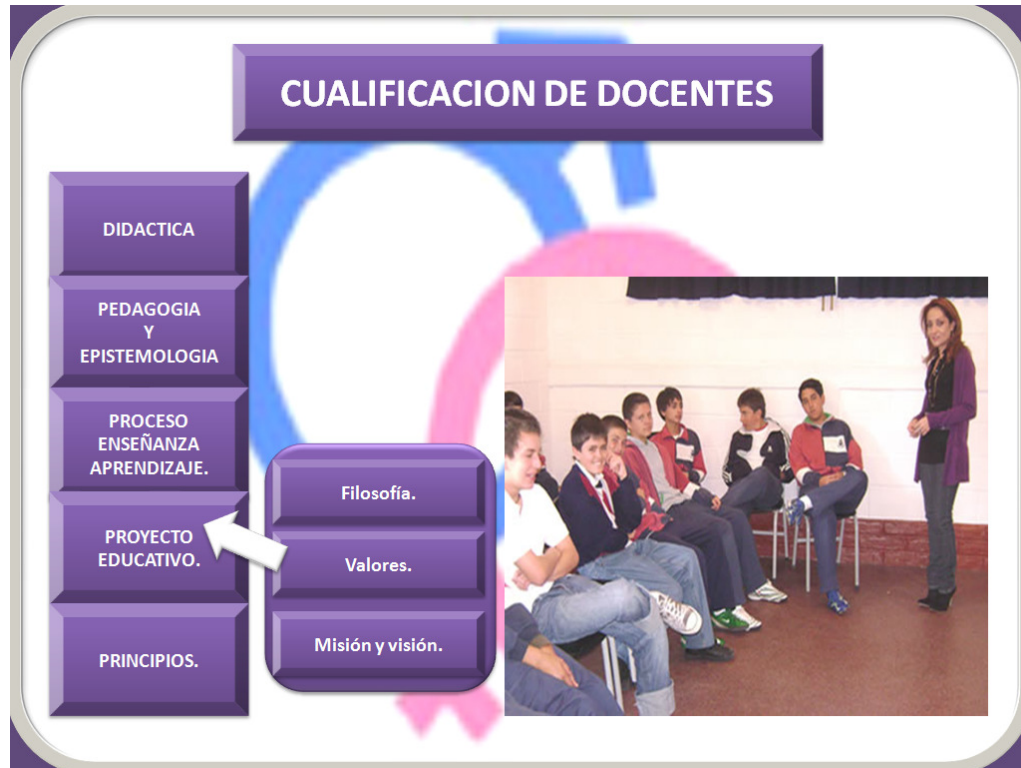 CUALIFICACION DE DOCENTES
DIDACTICA
PEDAGOGIA
Y
EPISTEMOLOGIA
PROCESO
ENSEÑANZA
APRENDIZAJE.
PROYECTO
EDUCATIVO.
PRINCIPIOS.
Filosofía.
Valores.
Misión y visión.